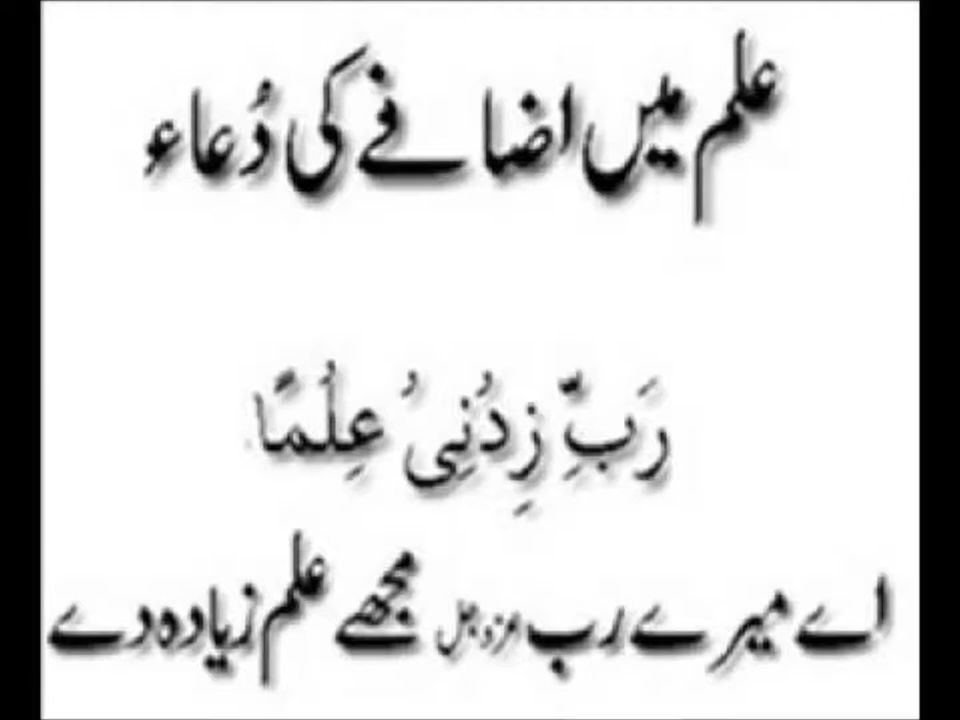 علم میں اضافے کی دُعاء
رَبِّ زِدْنِیْ عِلْمًا
اے میرے رب عزوجل مجھے علم زیادہ دے